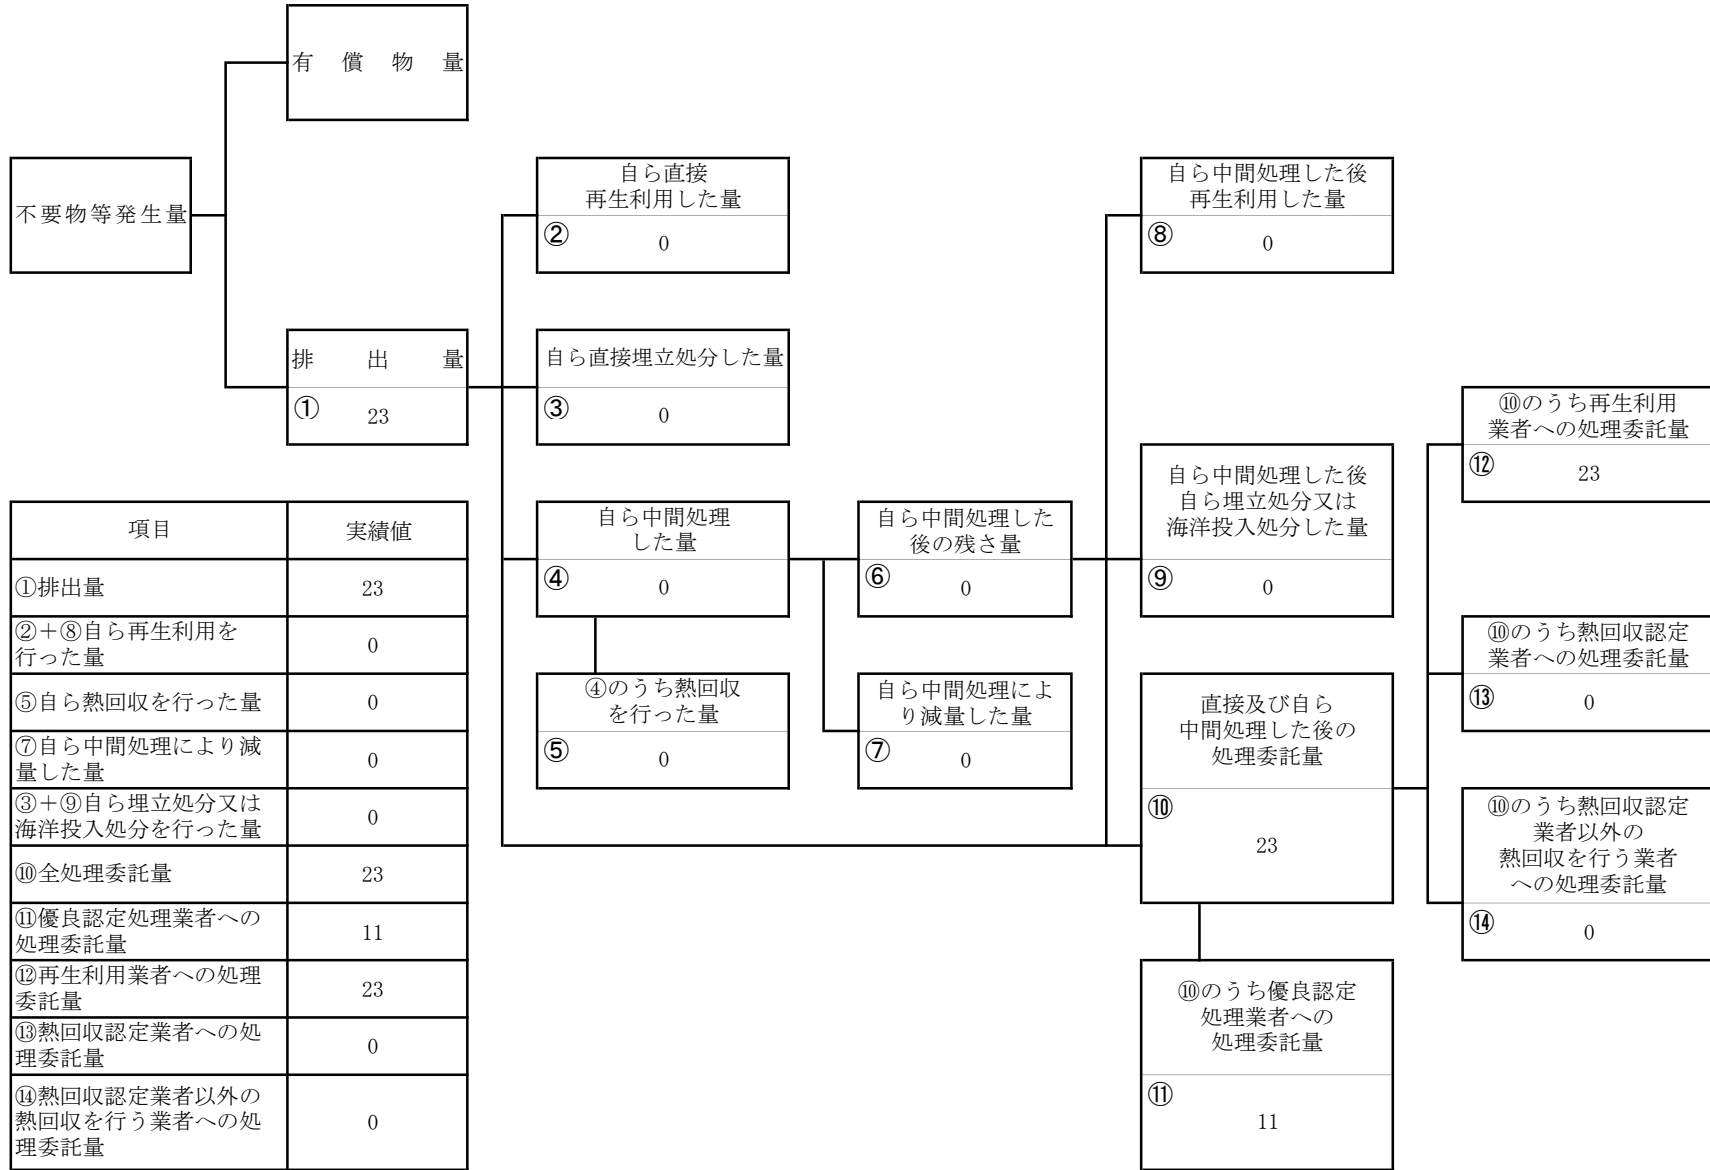 有償物量
不要物等発生量
自ら直接
再生利用した量
② 0
自ら中間処理した後
再生利用した量
⑧ 0
排出量
① 23
自ら直接埋立処分した量
③ 0
⑩のうち再生利用
業者への処理委託量
⑫ 23
自ら中間処理した後
自ら埋立処分又は
海洋投入処分した量
⑨ 0
自ら中間処理
した量
④ 0
自ら中間処理した
後の残さ量
⑥ 0
⑩のうち熱回収認定
業者への処理委託量
⑬ 0
④のうち熱回収
を行った量
⑤ 0
自ら中間処理によ
り減量した量
⑦ 0
直接及び自ら
中間処理した後の
処理委託量
⑩
23
⑩のうち熱回収認定
業者以外の
熱回収を行う業者
への処理委託量
⑭ 0
⑩のうち優良認定
処理業者への
処理委託量
⑪
11
項目 実績値
①排出量 23
②＋⑧自ら再生利用を
行った量 0
⑤自ら熱回収を行った量 0
⑦自ら中間処理により減
量した量 0
③＋⑨自ら埋立処分又は
海洋投入処分を行った量 0
⑩全処理委託量 23
⑪優良認定処理業者への
処理委託量 11
⑫再生利用業者への処理
委託量 23
⑬熱回収認定業者への処
理委託量 0
⑭熱回収認定業者以外の
熱回収を行う業者への処
理委託量 0